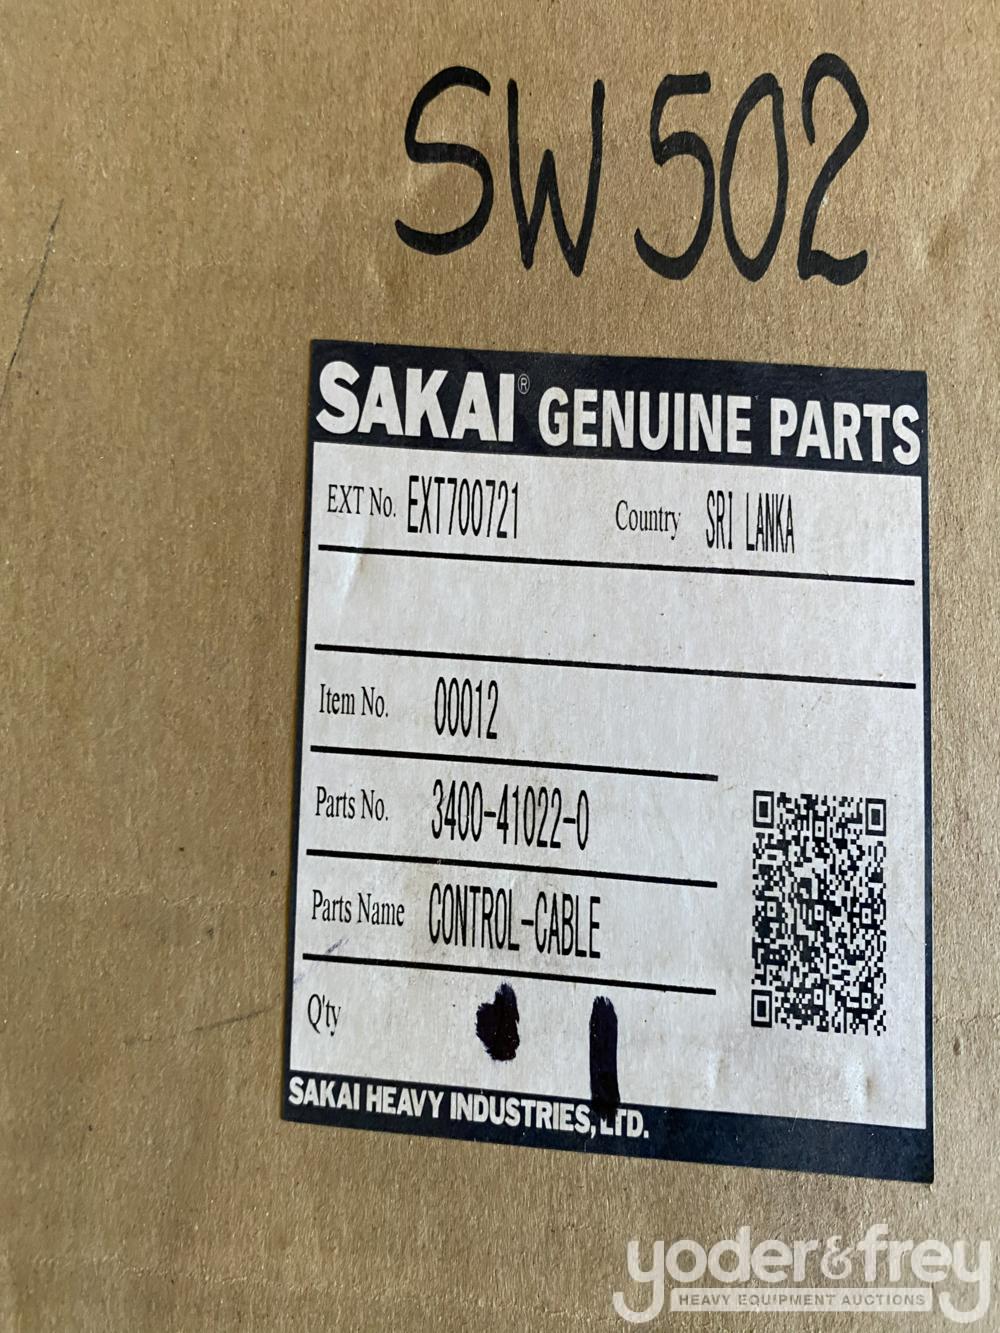 SW 502
SAKAI® GENUINE PARTS
EXT No. EXT700721 Country SRI LANKA
Item No. 00012
Parts No. 3400-41022-0
Parts Name CONTROL-CABLE
Q'ty 1
SAKAI HEAVY INDUSTRIES, LTD.
yoder&frey
HEAVY EQUIPMENT AUCTIONS